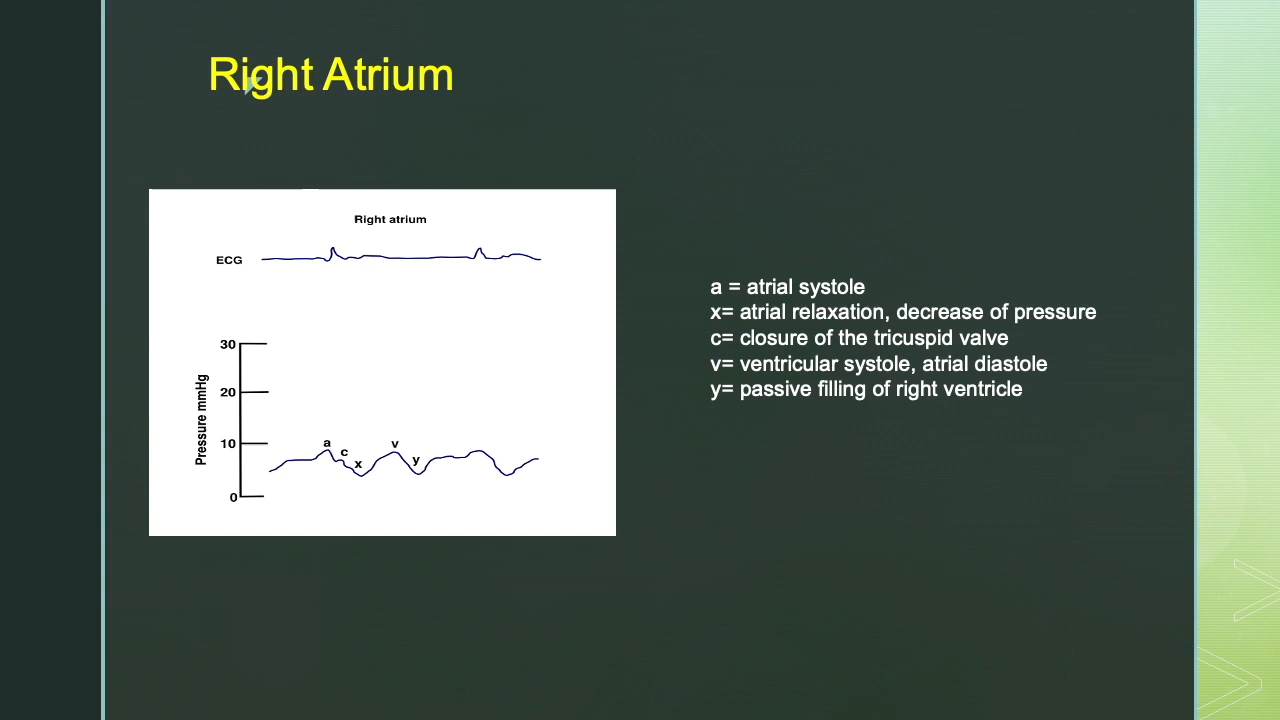 Right Atrium
Right atrium
ECG
30
20
10
0
Pressure mmHg
a
c
x
v
y
a = atrial systole
x= atrial relaxation, decrease of pressure
c= closure of the tricuspid valve
v= ventricular systole, atrial diastole
y= passive filling of right ventricle